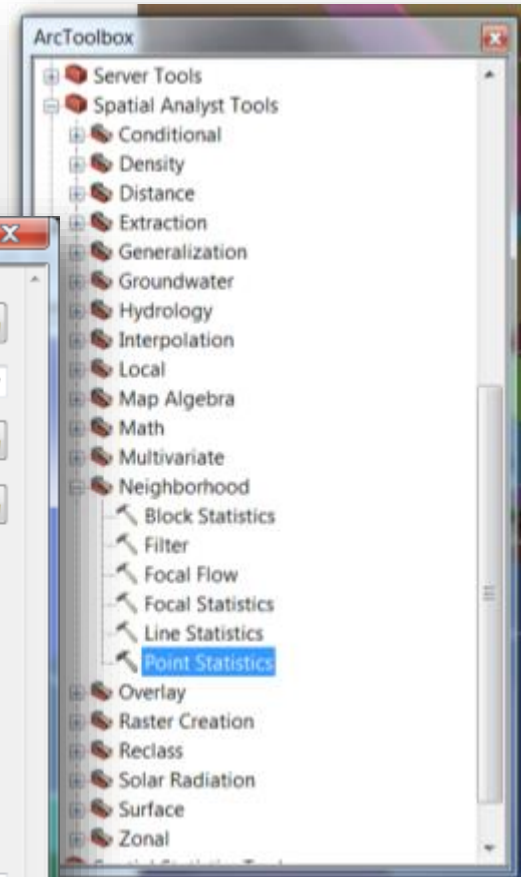 ArcToolbox
Server Tools
Spatial Analyst Tools
Conditional
Density
Distance
Extraction
Generalization
Groundwater
Hydrology
Interpolation
Local
Map Algebra
Math
Multivariate
Neighborhood
Block Statistics
Filter
Focal Flow
Focal Statistics
Line Statistics
Point Statistics
Overlay
Raster Creation
Reclass
Solar Radiation
Surface
Zonal